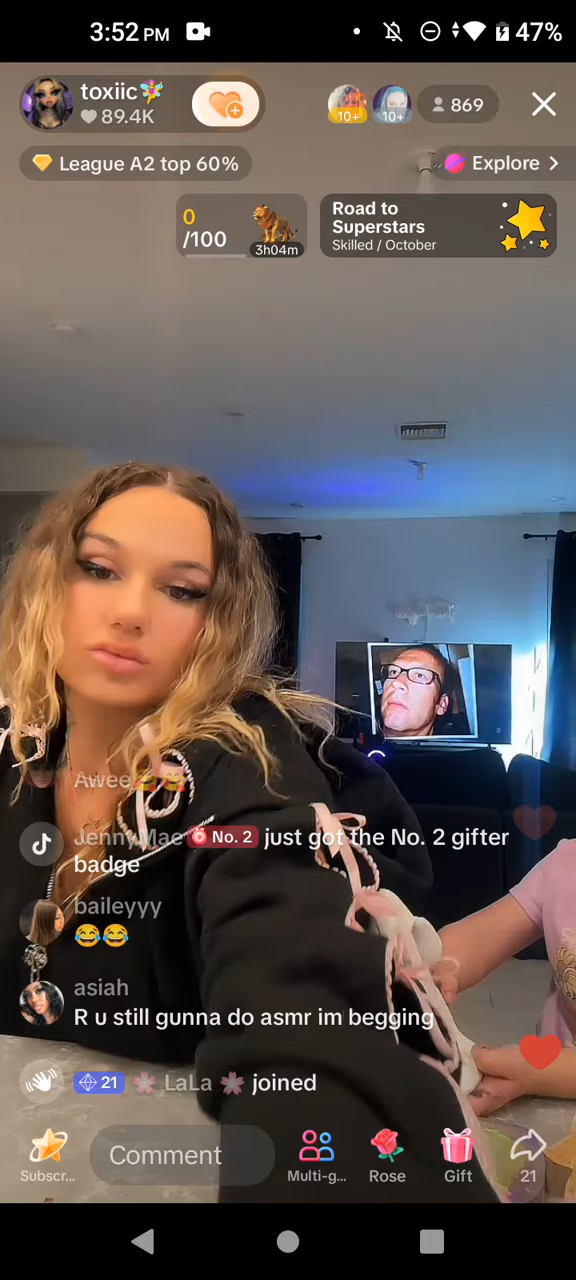 3:52 PM
47%
toxiic🧚
89.4K
10+
10+
869
League A2 top 60%
Explore >
0
/100
3h04m
Road to
Superstars
Skilled / October
Awee
JennyMae No. 2 just got the No. 2 gifter
badge
baileyyy
😂😂
asiah
R u still gunna do asmr im begging
21 🌸 LaLa 🌸 joined
Subscr...
Comment
Multi-g...
Rose
Gift
21